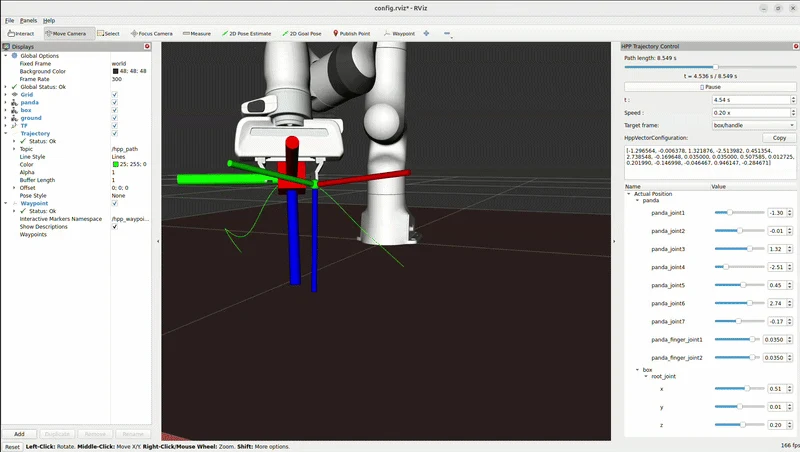 config.rviz* - RViz
File Panels Help
Interact Move Camera Select Focus Camera Measure 2D Pose Estimate 2D Goal Pose Publish Point Waypoint
Displays
Global Options
Fixed Frame world
Background Color 48; 48; 48
Frame Rate 300
Global Status: Ok
Grid
panda
box
ground
TF
Trajectory
Status: Ok
Topic /hpp_path
Line Style Lines
Color 25; 255; 0
Alpha 1
Buffer Length 1
Offset 0; 0; 0
Pose Style None
Waypoint
Status: Ok
Interactive Markers Namespace /hpp_waypoi...
Show Descriptions
Waypoints
Add Duplicate Remove Rename
Reset Left-Click: Rotate. Middle-Click: Move X/Y. Right-Click/Mouse Wheel: Zoom. Shift: More options.
HPP Trajectory Control
Path length: 8.549 s
t = 4.536 s / 8.549 s
Pause
t : 4.54 s
Speed : 0.20 x
Target frame: box/handle
HppVectorConfiguration: Copy
[-1.296564, -0.006378, 1.321876, -2.513982, 0.451354,
2.738548, -0.169648, 0.035000, 0.035000, 0.507585, 0.012725,
0.201990, -0.146998, -0.046467, 0.946147, -0.284671]
Name Value
Actual Position
panda
panda_joint1 -1.30
panda_joint2 -0.01
panda_joint3 1.32
panda_joint4 -2.51
panda_joint5 0.45
panda_joint6 2.74
panda_joint7 -0.17
panda_finger_joint1 0.0350
panda_finger_joint2 0.0350
box
root_joint
x 0.51
y 0.01
z 0.20
166 fps